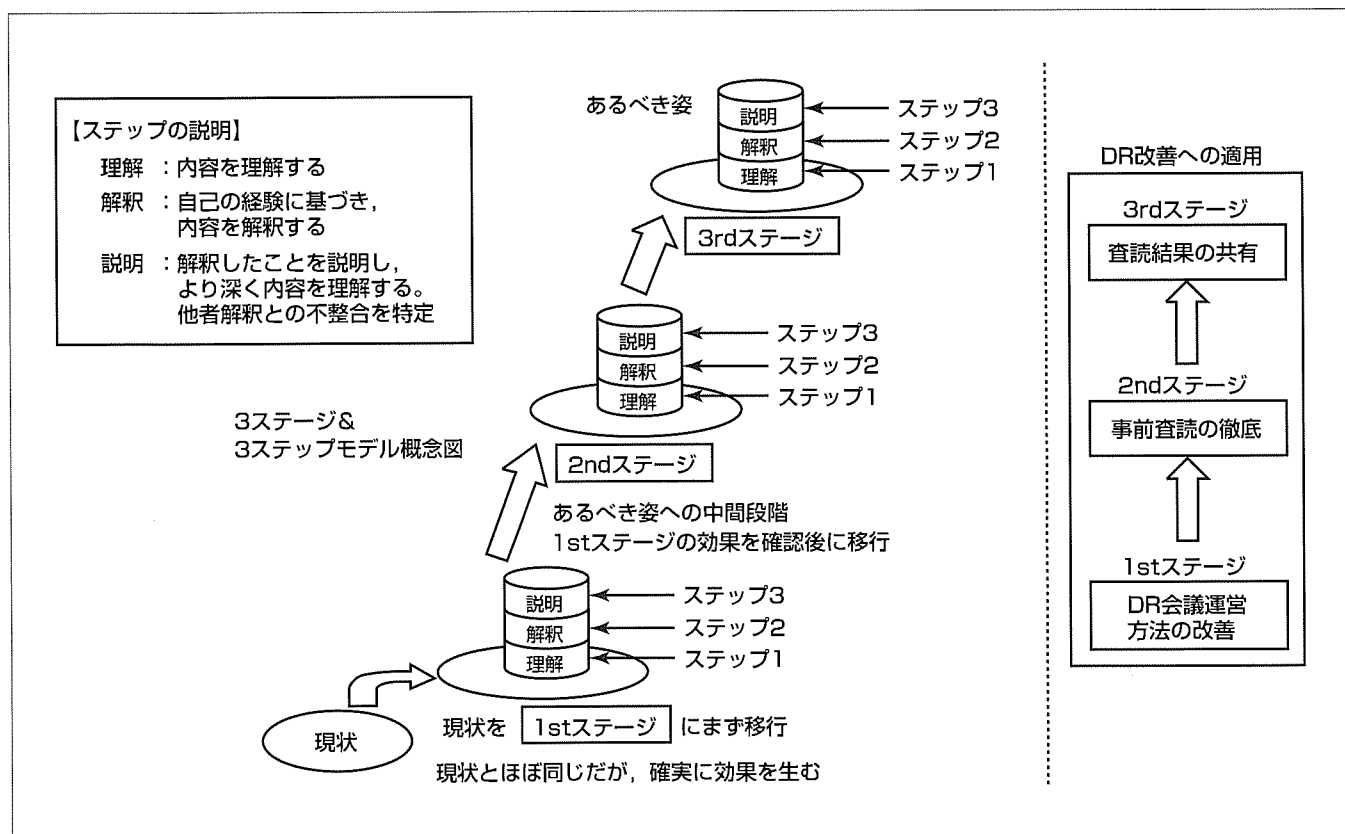 【ステップの説明】
理解 ：内容を理解する
解釈 ：自己の経験に基づき，
内容を解釈する
説明 ：解釈したことを説明し，
より深く内容を理解する。
他者解釈との不整合を特定
あるべき姿
説明
解釈
理解
ステップ3
ステップ2
ステップ1
3rdステージ
説明
解釈
理解
ステップ3
ステップ2
ステップ1
3ステージ&
3ステップモデル概念図
2ndステージ
あるべき姿への中間段階
1stステージの効果を確認後に移行
説明
解釈
理解
ステップ3
ステップ2
ステップ1
現状
現状を 1stステージ にまず移行
現状とほぼ同じだが，確実に効果を生む
DR改善への適用
3rdステージ
査読結果の共有
2ndステージ
事前査読の徹底
1stステージ
DR会議運営
方法の改善